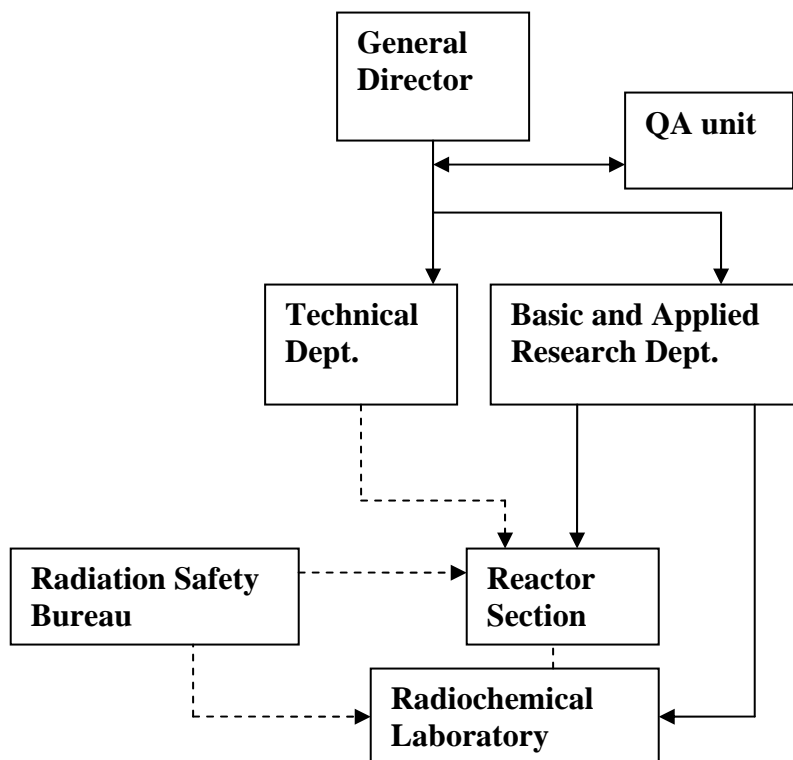 General
Director
QA unit
Technical
Dept.
Basic and Applied
Research Dept.
Radiation Safety
Bureau
Reactor
Section
Radiochemical
Laboratory